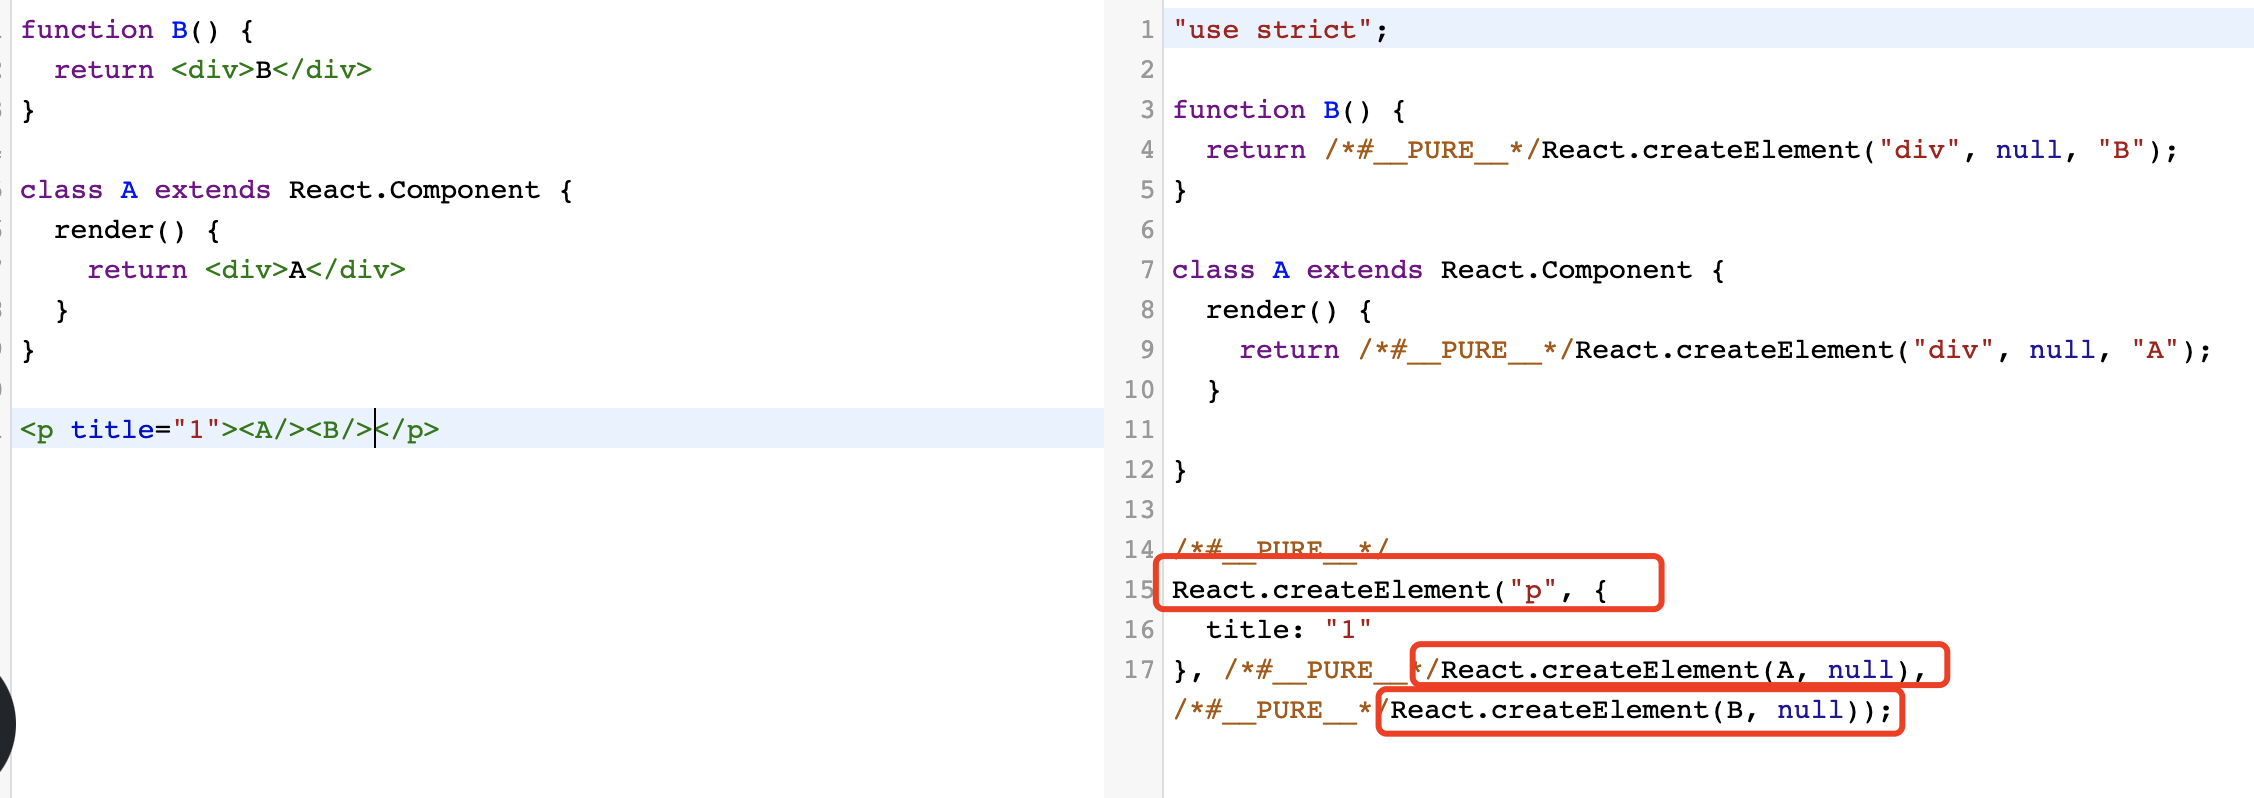 function B() {
  return <div>B</div>
}
class A extends React.Component {
  render() {
    return <div>A</div>
  }
}
<p title="1"><A/><B/></p>
1 "use strict";
2
3 function B() {
4   return /*#__PURE__*/React.createElement("div", null, "B");
5 }
6
7 class A extends React.Component {
8   render() {
9     return /*#__PURE__*/React.createElement("div", null, "A");
10   }
11
12 }
13
14 /*#__PURE__*/
15 React.createElement("p", {
16   title: "1"
17 }, /*#__PURE__*/React.createElement(A, null),
/*#__PURE__*/React.createElement(B, null));